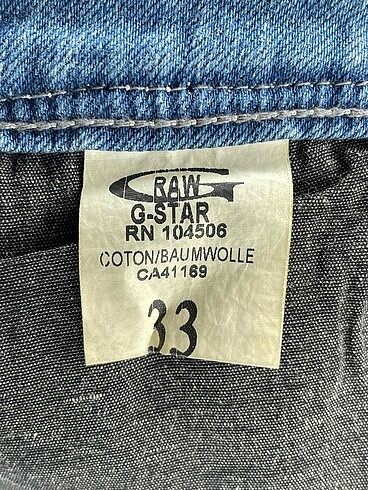 RAW
G-STAR
RN 104506
COTON/BAUMWOLLE
CA41169
33